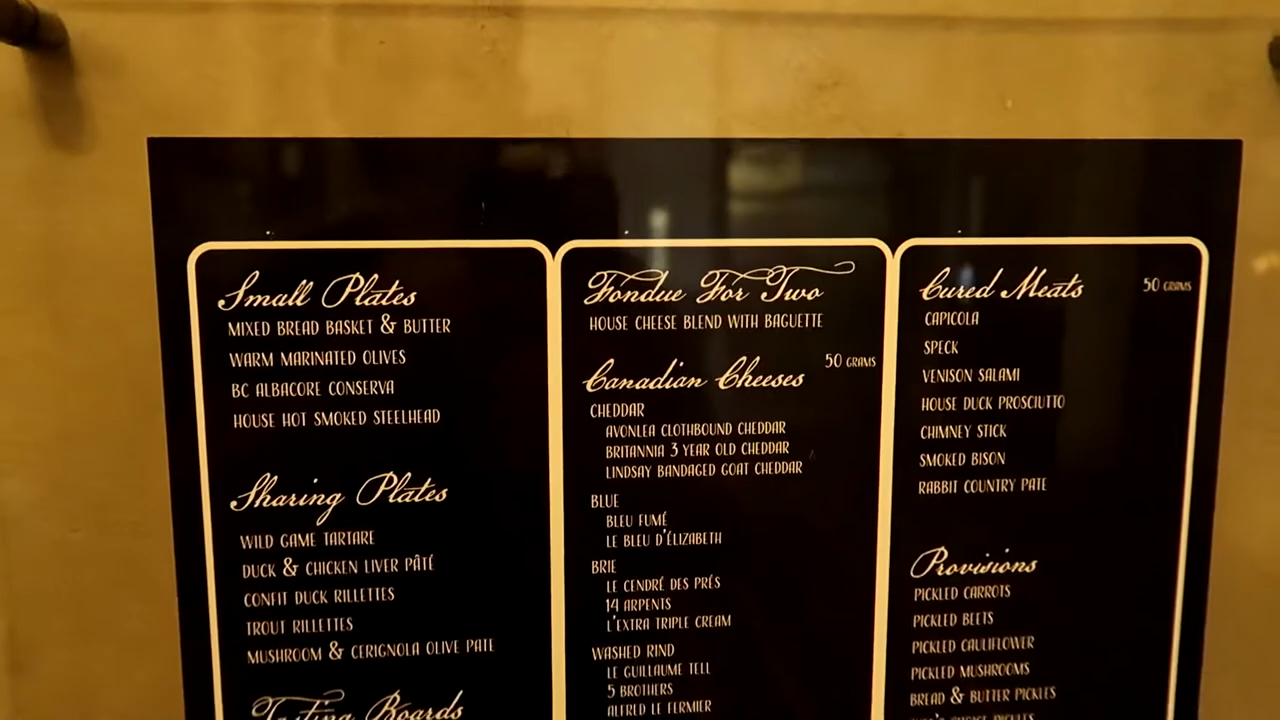 Small Plates
MIXED BREAD BASKET & BUTTER
WARM MARINATED OLIVES
BC ALBACORE CONSERVA
HOUSE HOT SMOKED STEELHEAD
Sharing Plates
WILD GAME TARTARE
DUCK & CHICKEN LIVER PÂTÉ
CONFIT DUCK RILLETTES
TROUT RILLETTES
MUSHROOM & CERIGNOLA OLIVE PATE
Tasting Boards
Fondue For Two
HOUSE CHEESE BLEND WITH BAGUETTE
Canadian Cheeses 50 GRAMS
CHEDDAR
AVONLEA CLOTHBOUND CHEDDAR
BRITANNIA 3 YEAR OLD CHEDDAR
LINDSAY BANDAGED GOAT CHEDDAR
BLUE
BLEU FUMÉ
LE BLEU D'ÉLIZABETH
BRIE
LE CENDRÉ DES PRÉS
14 ARPENTS
L'EXTRA TRIPLE CREAM
WASHED RIND
LE GUILLAUME TELL
5 BROTHERS
ALFRED LE FERMIER
Cured Meats 50 GRAMS
CAPICOLA
SPECK
VENISON SALAMI
HOUSE DUCK PROSCIUTTO
CHIMNEY STICK
SMOKED BISON
RABBIT COUNTRY PATE
Provisions
PICKLED CARROTS
PICKLED BEETS
PICKLED CAULIFLOWER
PICKLED MUSHROOMS
BREAD & BUTTER PICKLES